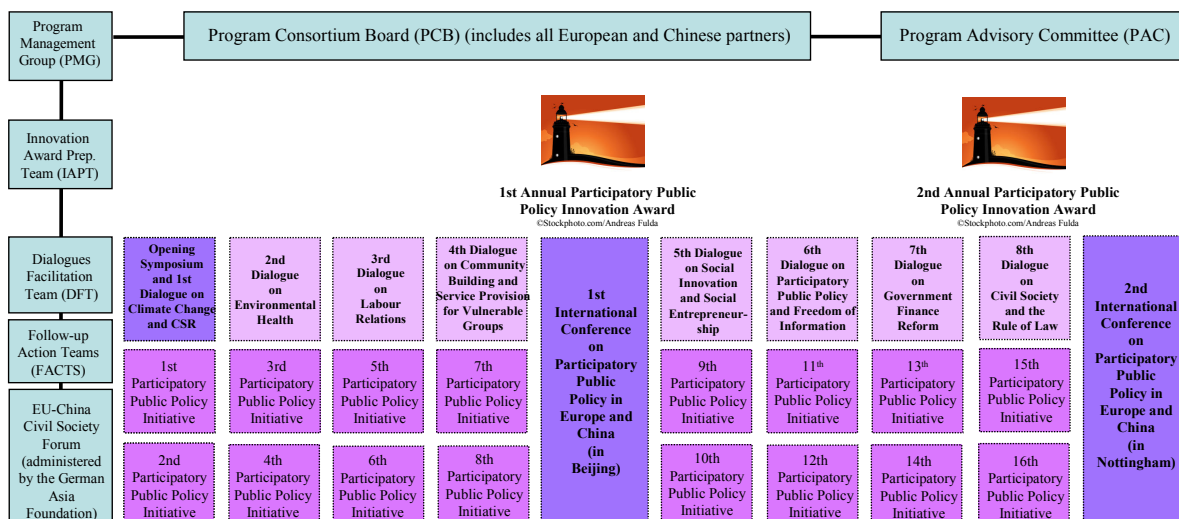 Program
Management
Group (PMG)
Program Consortium Board (PCB) (includes all European and Chinese partners)
Program Advisory Committee (PAC)
Innovation
Award Prep.
Team (IAPT)
1st Annual Participatory Public
Policy Innovation Award
©Stockphoto.com/Andreas Fulda
2nd Annual Participatory Public
Policy Innovation Award
©Stockphoto.com/Andreas Fulda
Dialogues
Facilitation
Team (DFT)
Follow-up
Action Teams
(FACTS)
EU-China
Civil Society
Forum
(administered
by the German
Asia
Foundation)
Opening
Symposium
and 1st
Dialogue on
Climate Change
and CSR
2nd
Dialogue
on
Environmental
Health
3rd
Dialogue
on
Labour
Relations
4th Dialogue
on Community
Building and
Service Provision
for Vulnerable
Groups
1st
International
Conference
on
Participatory
Public
Policy in
Europe and
China
(in
Beijing)
5th Dialogue
on Social
Innovation
and Social
Entrepreneur-
ship
6th
Dialogue on
Participatory
Public Policy
and Freedom of
Information
7th
Dialogue
on
Government
Finance
Reform
8th
Dialogue
on
Civil Society
and the
Rule of Law
2nd
International
Conference
on
Participatory
Public
Policy in
Europe and
China
(in
Nottingham)
1st
Participatory
Public Policy
Initiative
3rd
Participatory
Public Policy
Initiative
5th
Participatory
Public Policy
Initiative
7th
Participatory
Public Policy
Initiative
9th
Participatory
Public Policy
Initiative
11th
Participatory
Public Policy
Initiative
13th
Participatory
Public Policy
Initiative
15th
Participatory
Public Policy
Initiative
2nd
Participatory
Public Policy
Initiative
4th
Participatory
Public Policy
Initiative
6th
Participatory
Public Policy
Initiative
8th
Participatory
Public Policy
Initiative
10th
Participatory
Public Policy
Initiative
12th
Participatory
Public Policy
Initiative
14th
Participatory
Public Policy
Initiative
16th
Participatory
Public Policy
Initiative